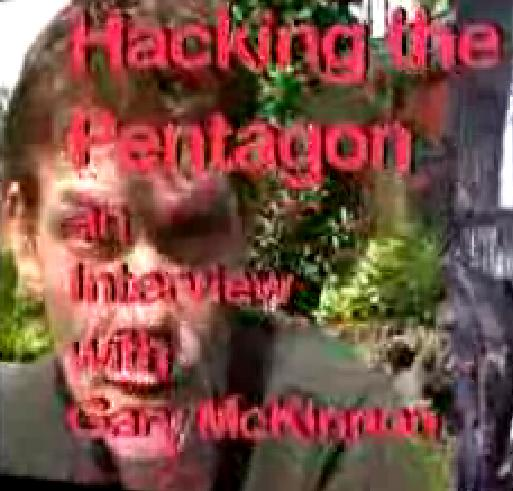 Hacking the
Pentagon
an
Interview
with
Gary McKinnon